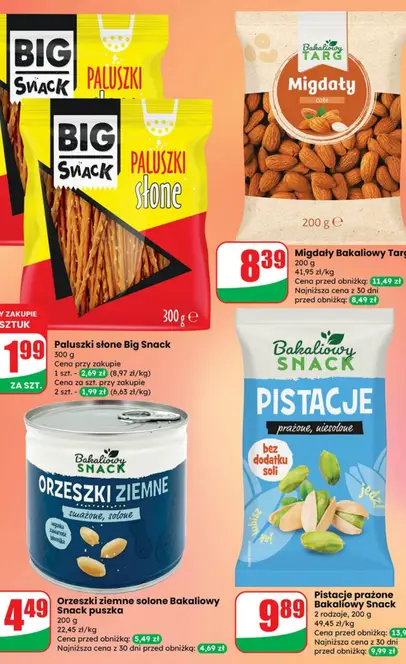 BIG
SNACK
PALUSZKI
BIG
SNACK
PALUSZKI
słone
300 g e
Y ZAKUPIE
SZTUK
1 99
ZA SZT.
Paluszki słone Big Snack
300 g
Cena przy zakupie
1 szt. - 2,69 zł (8,97 zł/kg)
Cena za szt. przy zakupie
2 szt. - 1,99 zł (6,63 zł/kg)
Bakaliowy
TARG
Migdały
całe
200 g e
8 39
Migdały Bakaliowy Targ
200 g
41,95 zł/kg
Cena przed obniżką: 11,49 zł
Najniższa cena z 30 dni
przed obniżką: 8,49 zł
Bakaliowy
SNACK
ORZESZKI ZIEMNE
smażone, solone
4 49
Orzeszki ziemne solone Bakaliowy
Snack puszka
200 g
22,45 zł/kg
Cena przed obniżką: 5,49 zł
Najniższa cena z 30 dni przed obniżką: 4,69 zł
Bakaliowy
SNACK
PISTACJE
prażone, niesolone
bez
dodatku
soli
9 89
Pistacje prażone
Bakaliowy Snack
2 rodzaje, 200 g
49,45 zł/kg
Cena przed obniżką: 13,9
Najniższa cena z 30 dni
przed obniżką: 9,99 zł